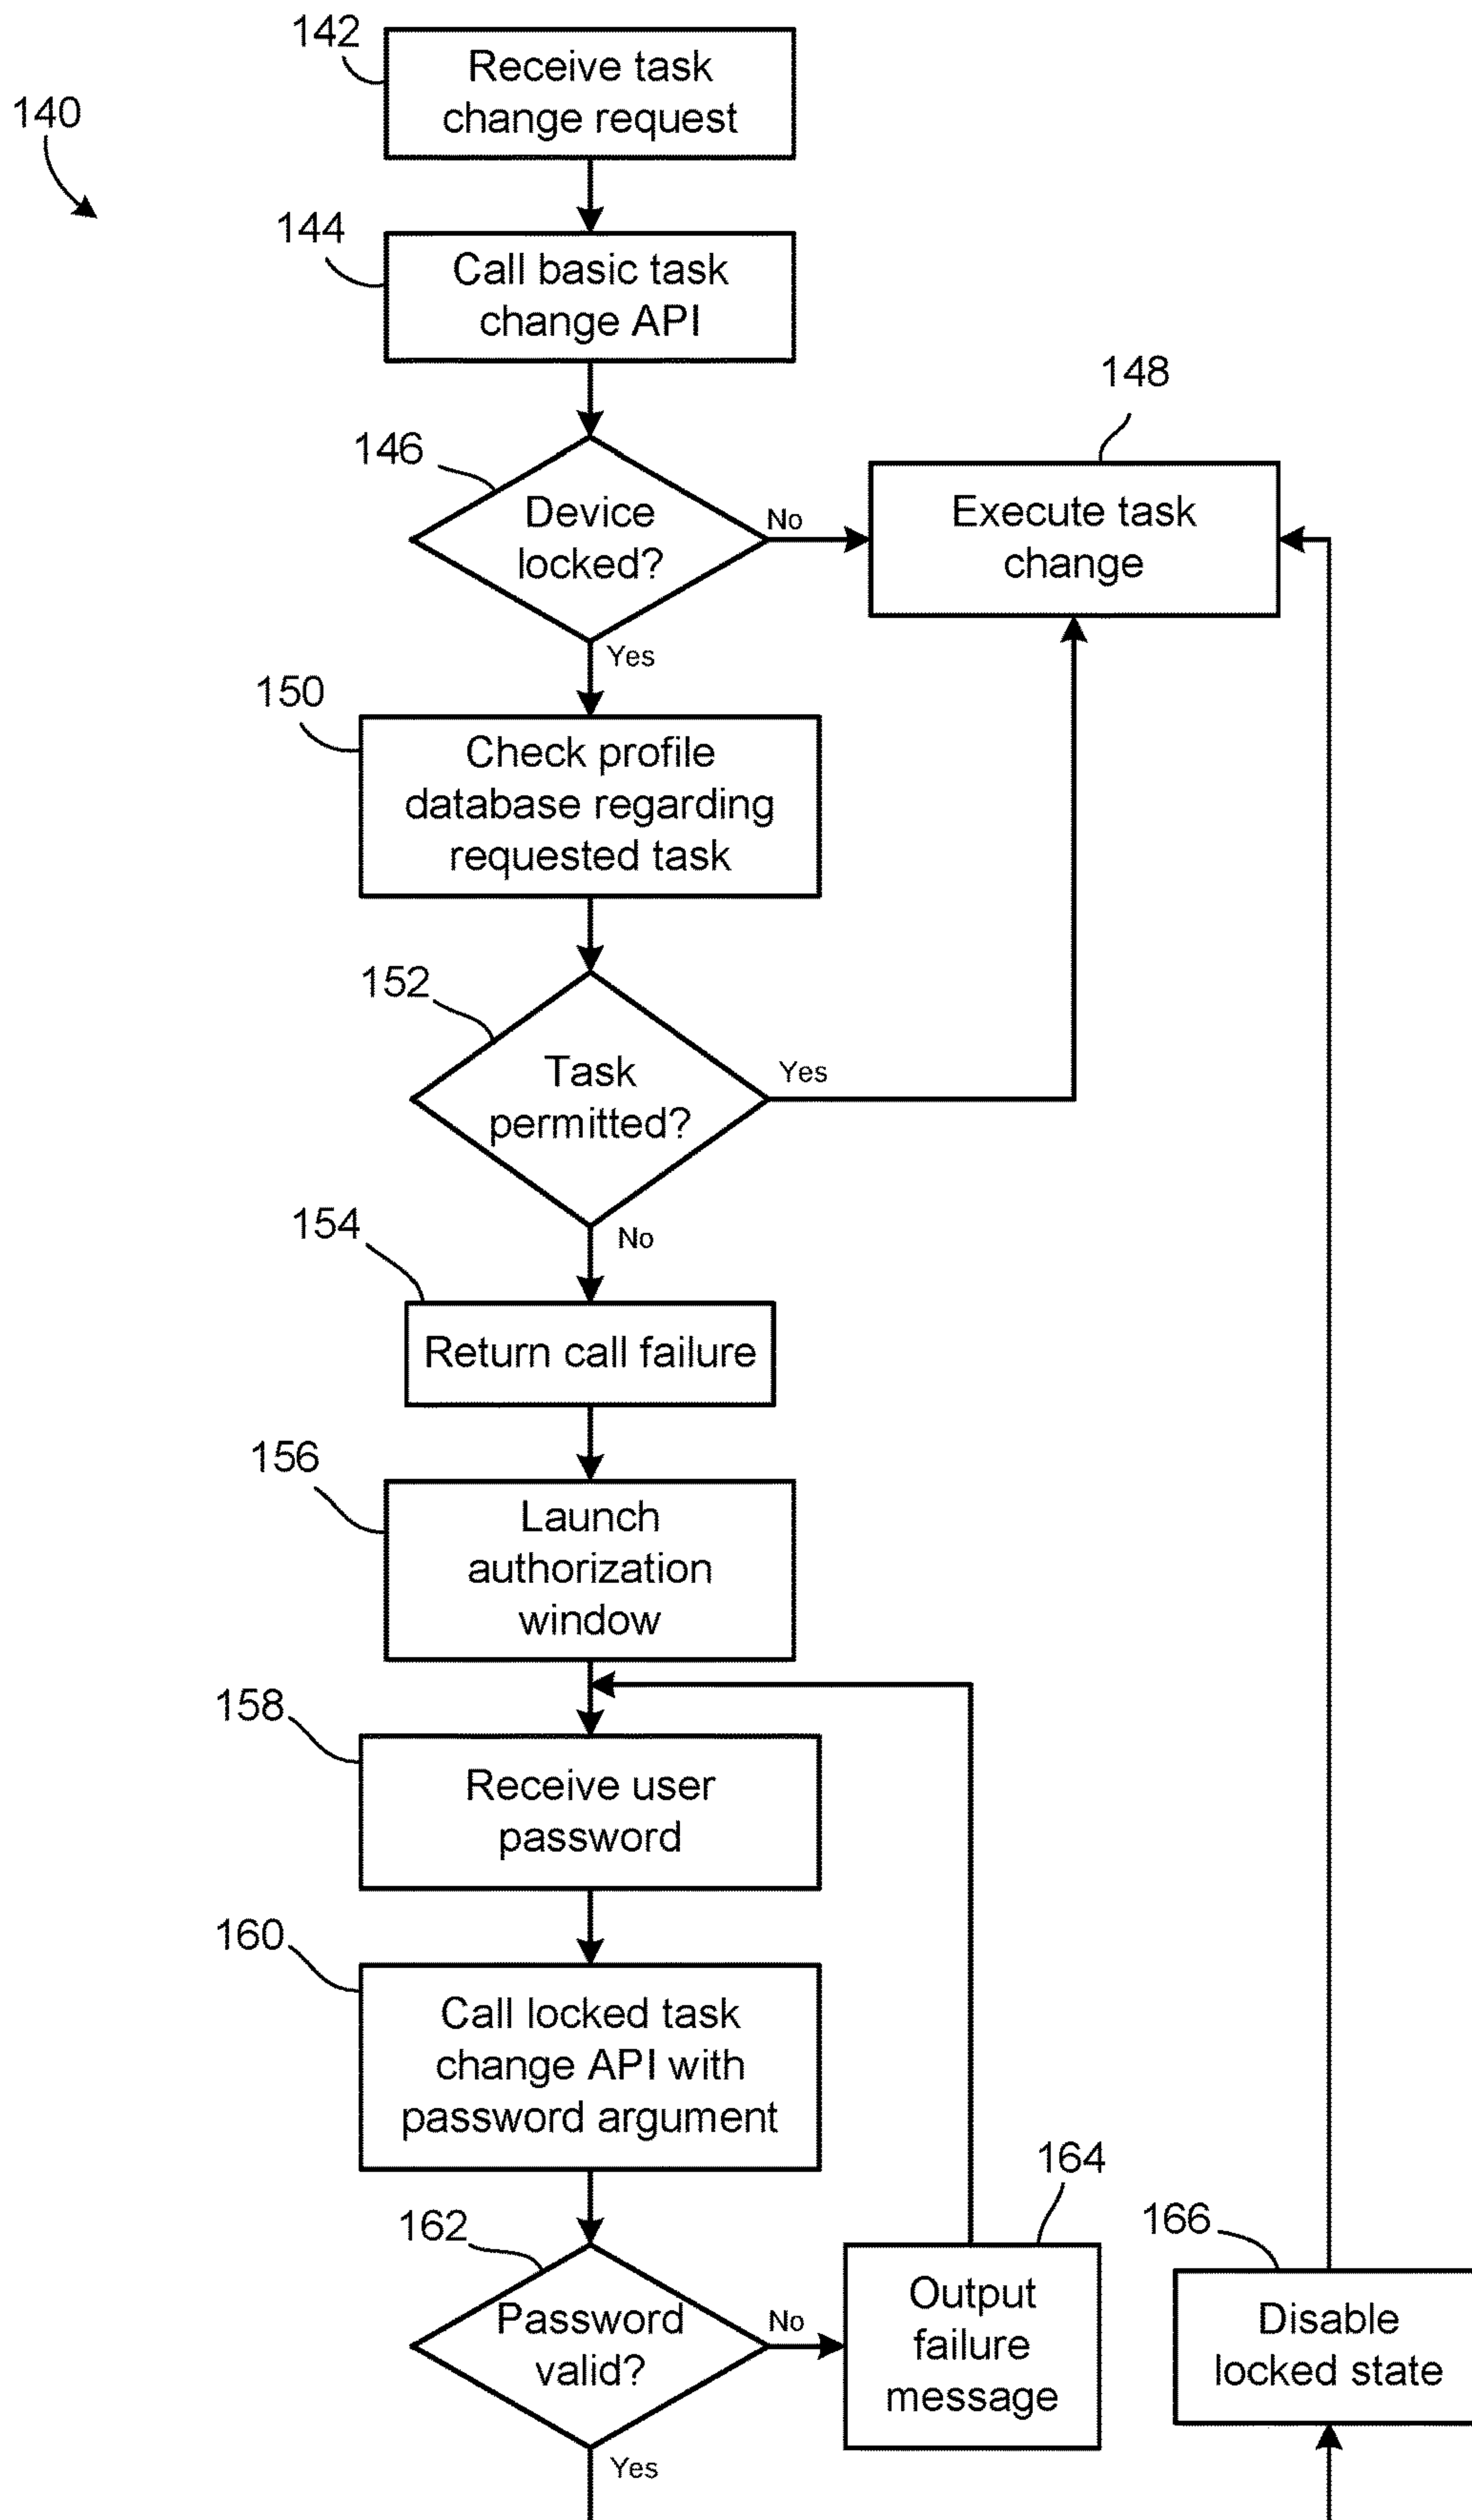 142
Receive task
change request
140
144
Call basic task
change API
148
146
Device
locked?
No
Execute task
change
Yes
150
Check profile
database regarding
requested task
152
Task
permitted?
Yes
154
No
Return call failure
156
Launch
authorization
window
158
Receive user
password
160
Call locked task
change API with
password argument
164
162
166
Password
valid?
No
Output
failure
message
Disable
locked state
Yes